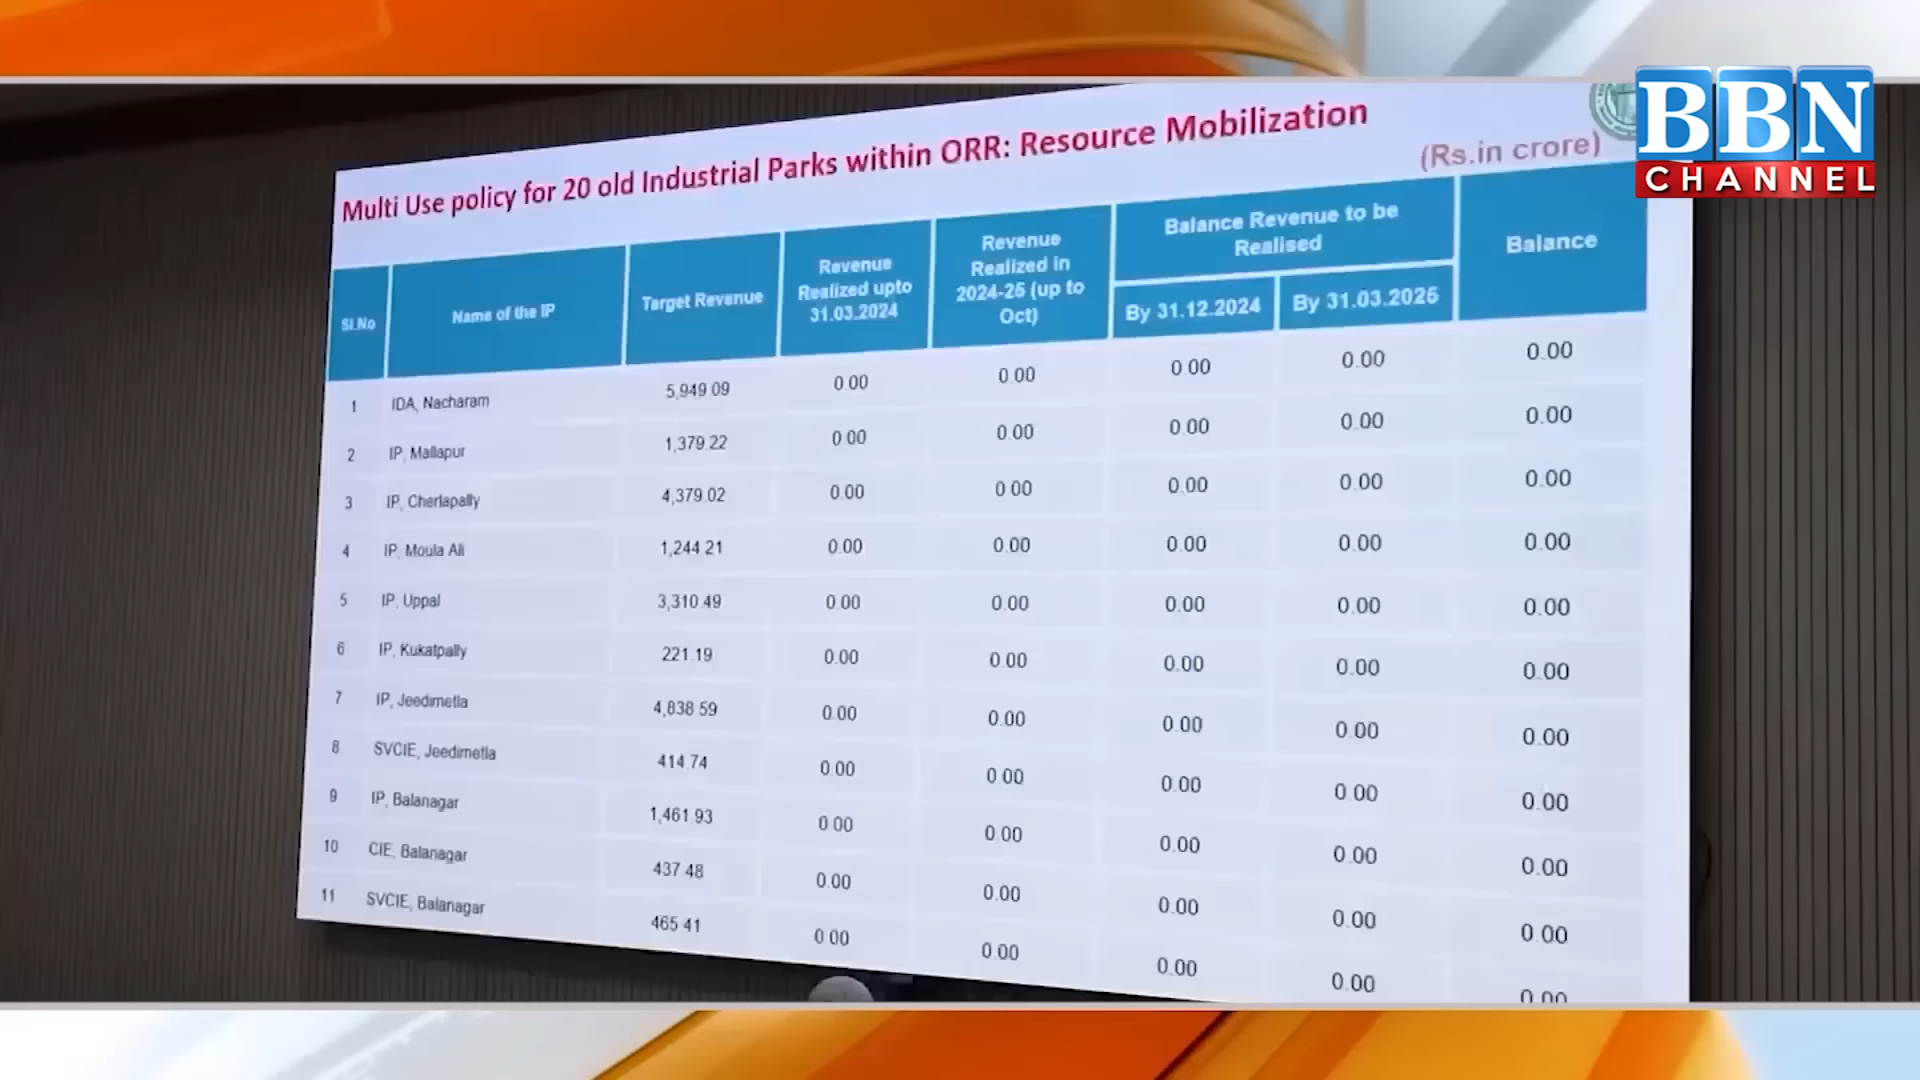 BBN
CHANNEL
Multi Use policy for 20 old Industrial Parks within ORR: Resource Mobilization
(Rs.in crore)
Sl.No
Name of the IP
Target Revenue
Revenue
Realized upto
31.03.2024
Revenue
Realized in
2024-25 (up to
Oct)
Balance Revenue to be
Realised
By 31.12.2024
By 31.03.2025
Balance
1 IDA, Nacharam 5,949.09 0.00 0.00 0.00 0.00 0.00
2 IP, Mallapur 1,379.22 0.00 0.00 0.00 0.00 0.00
3 IP, Cherlapally 4,379.02 0.00 0.00 0.00 0.00 0.00
4 IP, Moula Ali 1,244.21 0.00 0.00 0.00 0.00 0.00
5 IP, Uppal 3,310.49 0.00 0.00 0.00 0.00 0.00
6 IP, Kukatpally 221.19 0.00 0.00 0.00 0.00 0.00
7 IP, Jeedimetla 4,838.59 0.00 0.00 0.00 0.00 0.00
8 SVCIE, Jeedimetla 414.74 0.00 0.00 0.00 0.00 0.00
9 IP, Balanagar 1,461.93 0.00 0.00 0.00 0.00 0.00
10 CIE, Balanagar 437.48 0.00 0.00 0.00 0.00 0.00
11 SVCIE, Balanagar 465.41 0.00 0.00 0.00 0.00 0.00